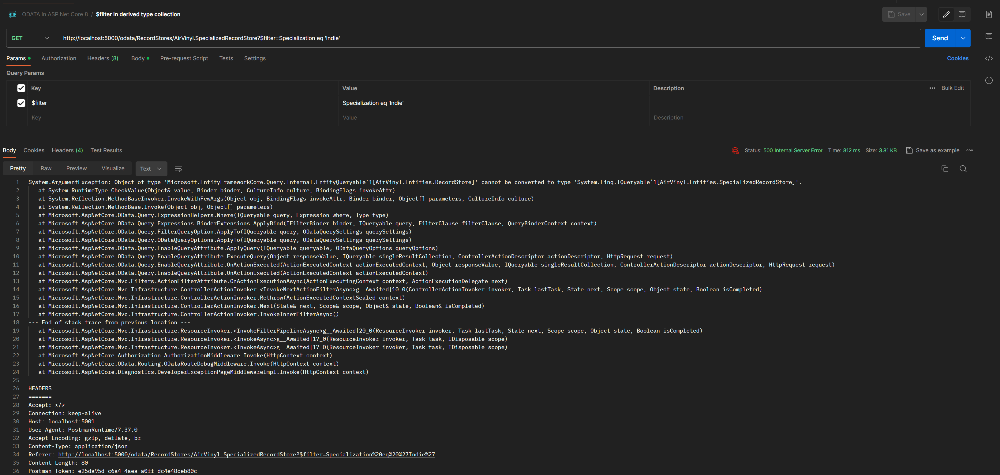 HTTP ODATA in ASP.Net Core 8 / $filter in derived type collection Save
GET http://localhost:5000/odata/RecordStores/AirVinyl.SpecializedRecordStore?$filter=Specialization eq 'Indie' Send
Params Authorization Headers (8) Body Pre-request Script Tests Settings Cookies
Query Params
Key Value Description Bulk Edit
$filter Specialization eq 'Indie'
Key Value Description
Body Cookies Headers (4) Test Results Status: 500 Internal Server Error Time: 812 ms Size: 3.81 KB Save as example
Pretty Raw Preview Visualize Text
1 System.ArgumentException: Object of type 'Microsoft.EntityFrameworkCore.Query.Internal.EntityQueryable`1[AirVinyl.Entities.RecordStore]' cannot be converted to type 'System.Linq.IQueryable`1[AirVinyl.Entities.SpecializedRecordStore]'.
2 at System.RuntimeType.CheckValue(Object& value, Binder binder, CultureInfo culture, BindingFlags invokeAttr)
3 at System.Reflection.MethodBaseInvoker.InvokeWithFewArgs(Object obj, BindingFlags invokeAttr, Binder binder, Object[] parameters, CultureInfo culture)
4 at System.Reflection.MethodBase.Invoke(Object obj, Object[] parameters)
5 at Microsoft.AspNetCore.OData.Query.ExpressionHelpers.Where(IQueryable query, Expression where, Type type)
6 at Microsoft.AspNetCore.OData.Query.Expressions.BinderExtensions.ApplyBind(IFilterBinder binder, IQueryable query, FilterClause filterClause, QueryBinderContext context)
7 at Microsoft.AspNetCore.OData.Query.FilterQueryOption.ApplyTo(IQueryable query, ODataQuerySettings querySettings)
8 at Microsoft.AspNetCore.OData.Query.ODataQueryOptions.ApplyTo(IQueryable query, ODataQuerySettings querySettings)
9 at Microsoft.AspNetCore.OData.Query.EnableQueryAttribute.ApplyQuery(IQueryable queryable, ODataQueryOptions queryOptions)
10 at Microsoft.AspNetCore.OData.Query.EnableQueryAttribute.ExecuteQuery(Object responseValue, IQueryable singleResultCollection, ControllerActionDescriptor actionDescriptor, HttpRequest request)
11 at Microsoft.AspNetCore.OData.Query.EnableQueryAttribute.OnActionExecuted(ActionExecutedContext actionExecutedContext, Object responseValue, IQueryable singleResultCollection, ControllerActionDescriptor actionDescriptor, HttpRequest request)
12 at Microsoft.AspNetCore.OData.Query.EnableQueryAttribute.OnActionExecuted(ActionExecutedContext actionExecutedContext)
13 at Microsoft.AspNetCore.Mvc.Filters.ActionFilterAttribute.OnActionExecutionAsync(ActionExecutingContext context, ActionExecutionDelegate next)
14 at Microsoft.AspNetCore.Mvc.Infrastructure.ControllerActionInvoker.<InvokeNextActionFilterAsync>g__Awaited|10_0(ControllerActionInvoker invoker, Task lastTask, State next, Scope scope, Object state, Boolean isCompleted)
15 at Microsoft.AspNetCore.Mvc.Infrastructure.ControllerActionInvoker.Rethrow(ActionExecutedContextSealed context)
16 at Microsoft.AspNetCore.Mvc.Infrastructure.ControllerActionInvoker.Next(State& next, Scope& scope, Object& state, Boolean& isCompleted)
17 at Microsoft.AspNetCore.Mvc.Infrastructure.ControllerActionInvoker.InvokeInnerFilterAsync()
18 --- End of stack trace from previous location ---
19 at Microsoft.AspNetCore.Mvc.Infrastructure.ResourceInvoker.<InvokeFilterPipelineAsync>g__Awaited|20_0(ResourceInvoker invoker, Task lastTask, State next, Scope scope, Object state, Boolean isCompleted)
20 at Microsoft.AspNetCore.Mvc.Infrastructure.ResourceInvoker.<InvokeAsync>g__Awaited|17_0(ResourceInvoker invoker, Task task, IDisposable scope)
21 at Microsoft.AspNetCore.Mvc.Infrastructure.ResourceInvoker.<InvokeAsync>g__Awaited|17_0(ResourceInvoker invoker, Task task, IDisposable scope)
22 at Microsoft.AspNetCore.Authorization.AuthorizationMiddleware.Invoke(HttpContext context)
23 at Microsoft.AspNetCore.OData.Routing.ODataRouteDebugMiddleware.Invoke(HttpContext context)
24 at Microsoft.AspNetCore.Diagnostics.DeveloperExceptionPageMiddlewareImpl.Invoke(HttpContext context)
25
26 HEADERS
27 =======
28 Accept: */*
29 Connection: keep-alive
30 Host: localhost:5001
31 User-Agent: PostmanRuntime/7.37.0
32 Accept-Encoding: gzip, deflate, br
33 Content-Type: application/json
34 Referer: http://localhost:5000/odata/RecordStores/AirVinyl.SpecializedRecordStore?$filter=Specialization%20eq%20%27Indie%27
35 Content-Length: 80
36 Postman-Token: e25da95d-c6a4-4aea-a0ff-dc4e48ceb80c